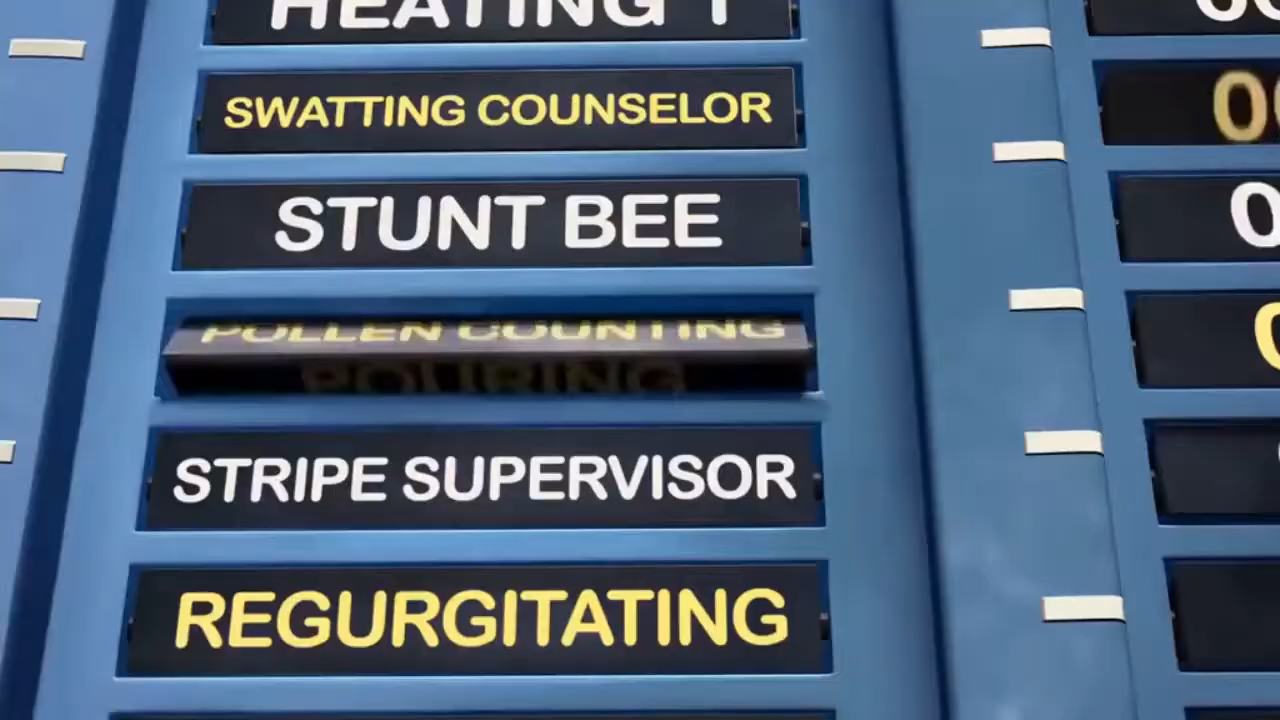 HEATING
SWATTING COUNSELOR
STUNT BEE
POLLEN COUNTING
POURING
STRIPE SUPERVISOR
REGURGITATING